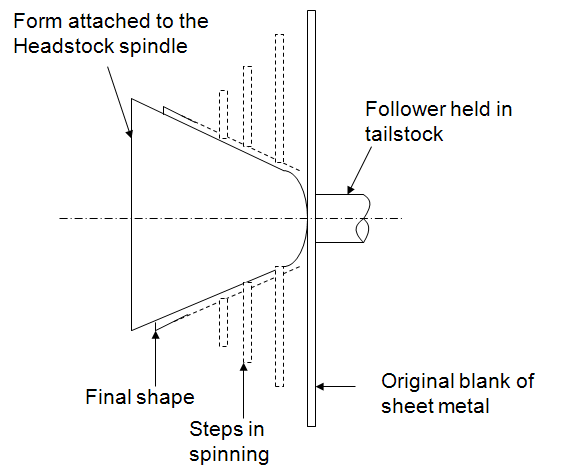 Form attached to the
Headstock spindle
Follower held in
tailstock
Final shape
Original blank of
sheet metal
Steps in
spinning